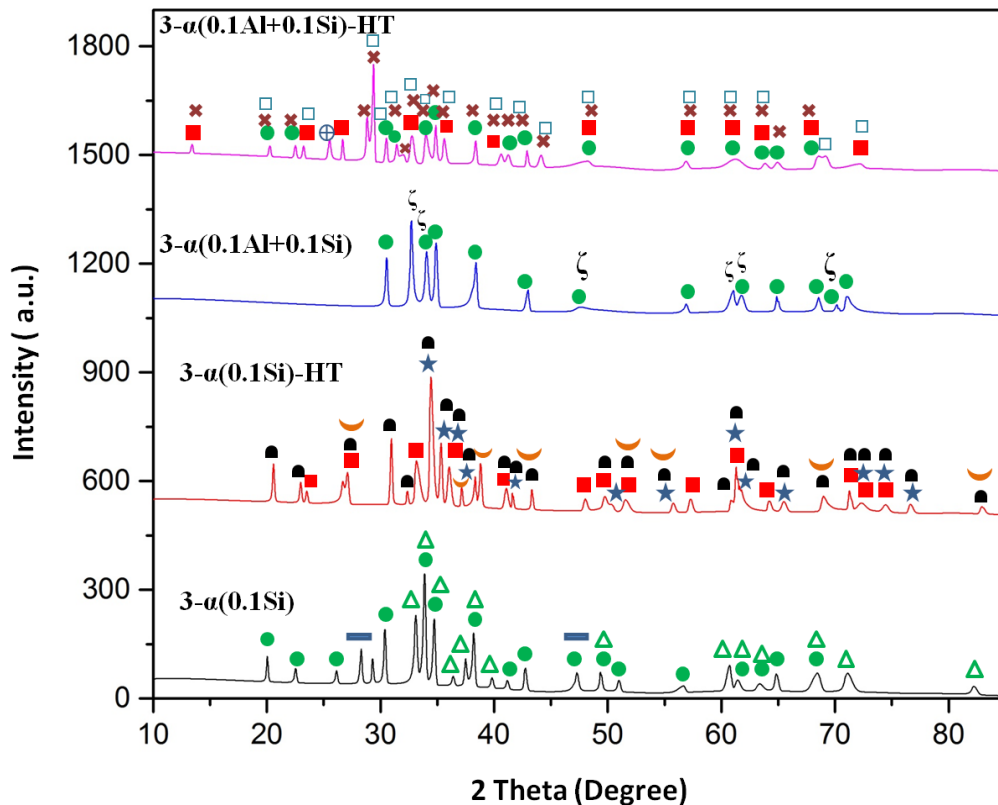 3-α(0.1Al+0.1Si)-HT
1800
1500
ζ
ζ
3-α(0.1Al+0.1Si)
1200
ζ
ζ
ζ
ζ
Intensity ( a.u.)
3-α(0.1Si)-HT
900
600
300
3-α(0.1Si)
0
10 20 30 40 50 60 70 80
2 Theta (Degree)